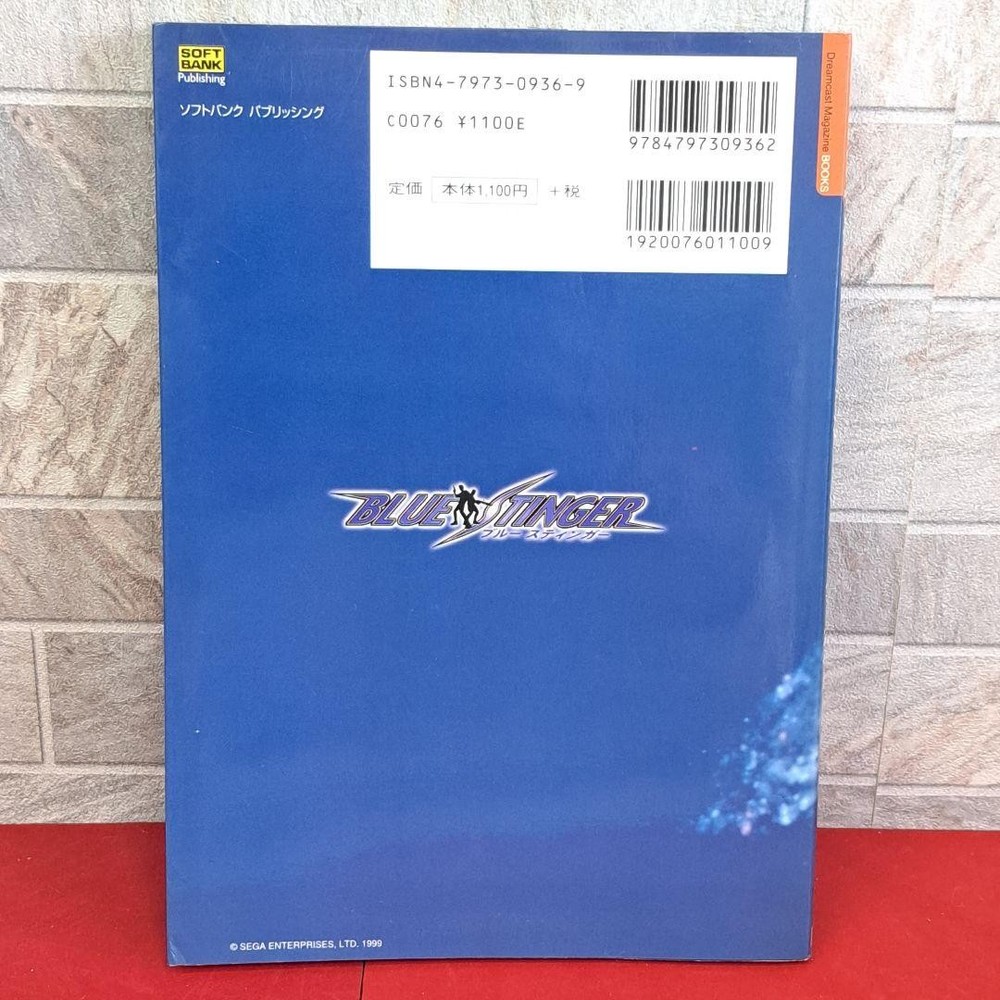 SOFT
BANK
Publishing
ソフトバンク パブリッシング
ISBN4-7973-0936-9
C0076 ¥1100E
定価 本体1,100円 +税
9784797309362
1920076011009
Dreamcast Magazine BOOKS
BLUE STINGER
ブルー スティンガー
© SEGA ENTERPRISES, LTD. 1999